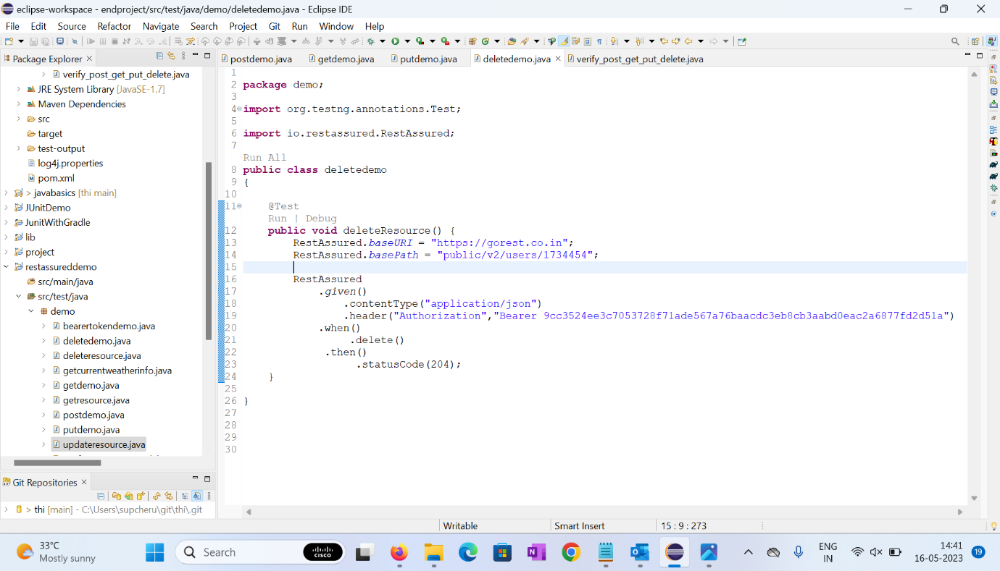 eclipse-workspace - endproject/src/test/java/demo/deletedemo.java - Eclipse IDE
File Edit Source Refactor Navigate Search Project Git Run Window Help
Package Explorer
verify_post_get_put_delete.java
JRE System Library [JavaSE-1.7]
Maven Dependencies
src
target
test-output
log4j.properties
pom.xml
> javabasics [thi main]
JUnitDemo
JunitWithGradle
lib
project
restassureddemo
src/main/java
src/test/java
demo
bearertokendemo.java
deletedemo.java
deleteresource.java
getcurrentweatherinfo.java
getdemo.java
getresource.java
postdemo.java
putdemo.java
updateresource.java
Git Repositories
> thi [main] - C:\Users\supcheru\git\thi\.git
postdemo.java getdemo.java putdemo.java deletedemo.java verify_post_get_put_delete.java
1
2 package demo;
3
4 import org.testng.annotations.Test;
5
6 import io.restassured.RestAssured;
7
Run All
8 public class deletedemo
9 {
10
11 @Test
Run | Debug
12 public void deleteResource() {
13 RestAssured.baseURI = "https://gorest.co.in";
14 RestAssured.basePath = "public/v2/users/1734454";
15
16 RestAssured
17 .given()
18 .contentType("application/json")
19 .header("Authorization","Bearer 9cc3524ee3c7053728f71ade567a76baacdc3eb8cb3aabd0eac2a6877fd2d51a")
20 .when()
21 .delete()
22 .then()
23 .statusCode(204);
24 }
25
26 }
27
28
29
30
Writable Smart Insert 15 : 9 : 273
33°C
Mostly sunny
Search
CISCO
ENG
IN
14:41
16-05-2023
19